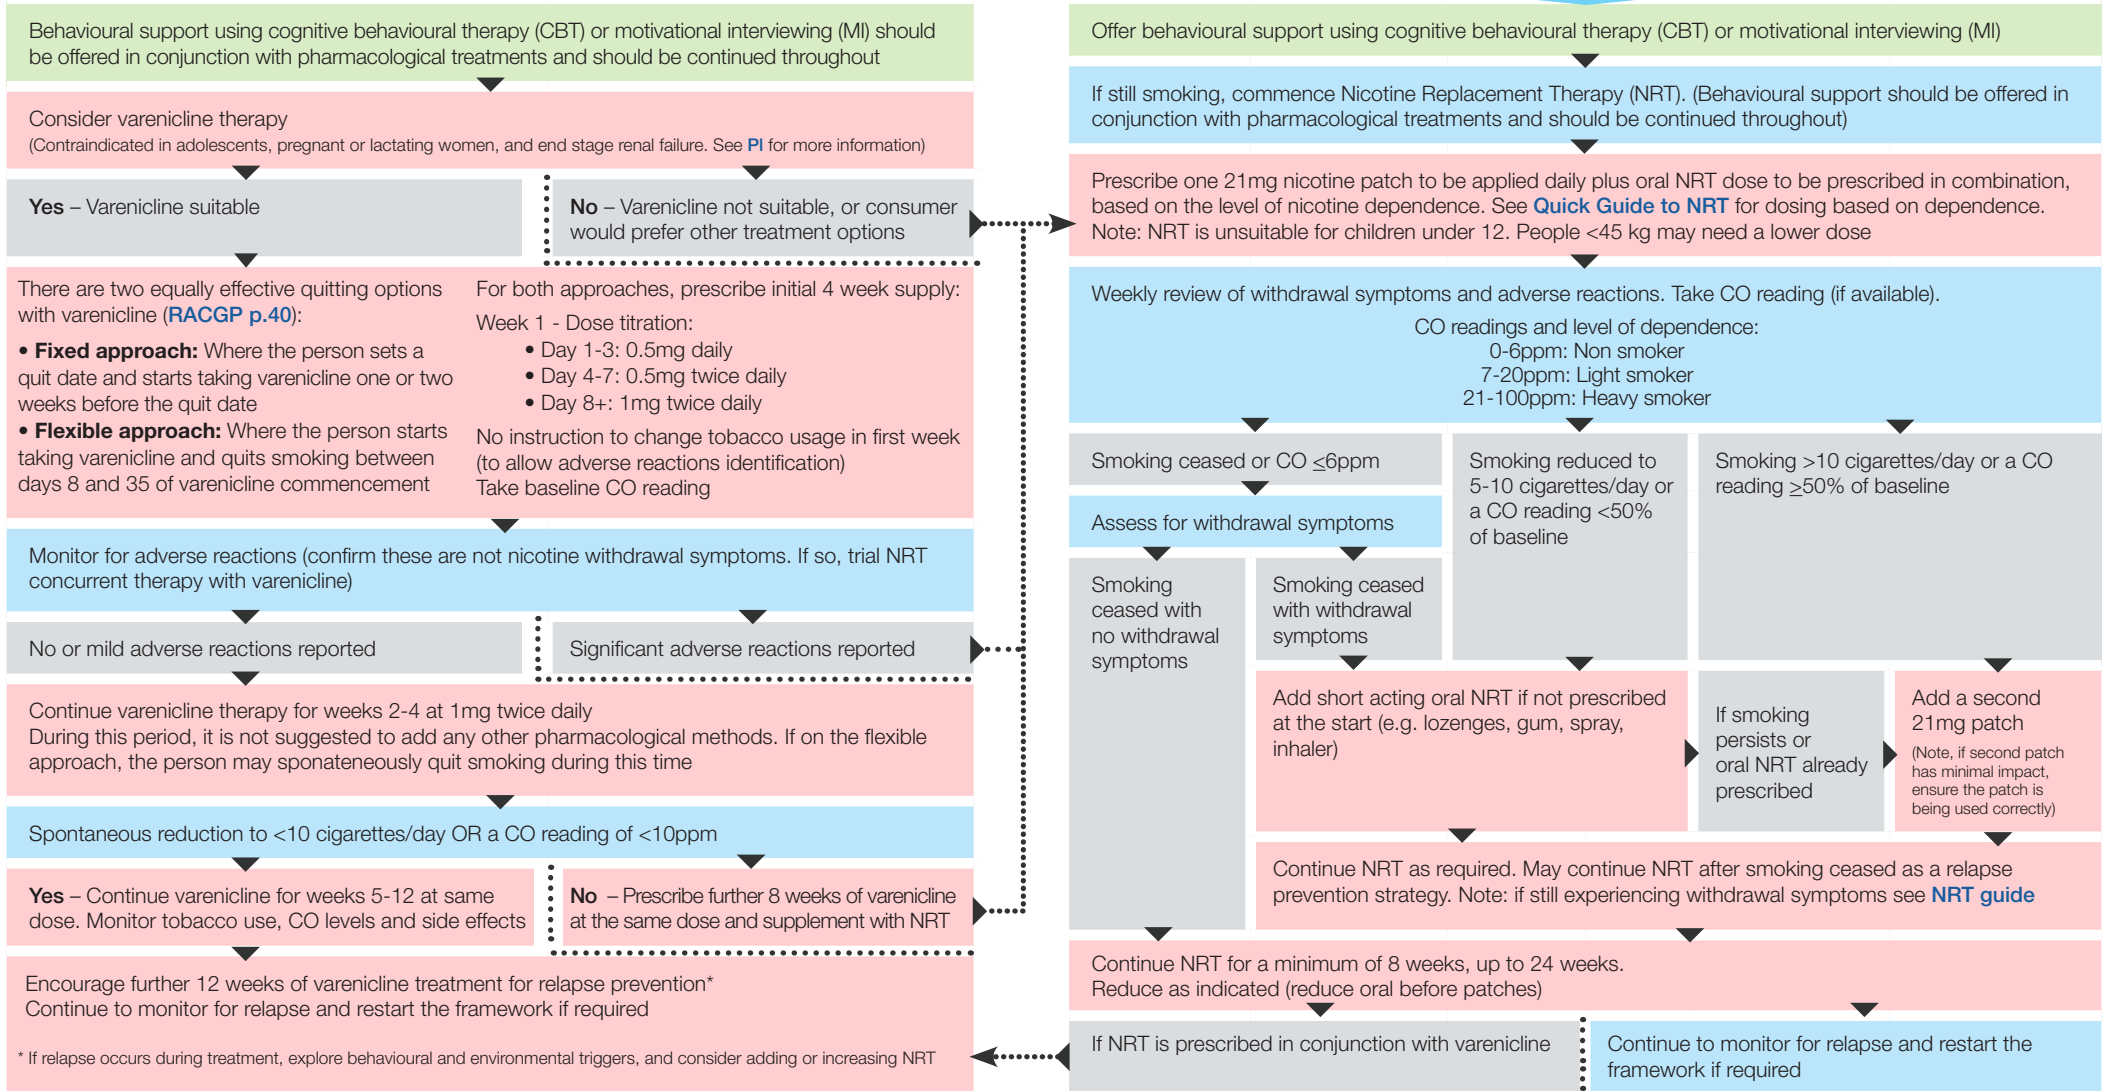 Behavioural support using cognitive behavioural therapy (CBT) or motivational interviewing (MI) should
be offered in conjunction with pharmacological treatments and should be continued throughout
Consider varenicline therapy
(Contraindicated in adolescents, pregnant or lactating women, and end stage renal failure. See PI for more information)
Yes – Varenicline suitable
No – Varenicline not suitable, or consumer
would prefer other treatment options
There are two equally effective quitting options
with varenicline (RACGP p.40):
• Fixed approach: Where the person sets a
quit date and starts taking varenicline one or two
weeks before the quit date
• Flexible approach: Where the person starts
taking varenicline and quits smoking between
days 8 and 35 of varenicline commencement
For both approaches, prescribe initial 4 week supply:
Week 1 - Dose titration:
• Day 1-3: 0.5mg daily
• Day 4-7: 0.5mg twice daily
• Day 8+: 1mg twice daily
No instruction to change tobacco usage in first week
(to allow adverse reactions identification)
Take baseline CO reading
Monitor for adverse reactions (confirm these are not nicotine withdrawal symptoms. If so, trial NRT
concurrent therapy with varenicline)
No or mild adverse reactions reported
Significant adverse reactions reported
Continue varenicline therapy for weeks 2-4 at 1mg twice daily
During this period, it is not suggested to add any other pharmacological methods. If on the flexible
approach, the person may sponateneously quit smoking during this time
Spontaneous reduction to <10 cigarettes/day OR a CO reading of <10ppm
Yes – Continue varenicline for weeks 5-12 at same
dose. Monitor tobacco use, CO levels and side effects
No – Prescribe further 8 weeks of varenicline
at the same dose and supplement with NRT
Encourage further 12 weeks of varenicline treatment for relapse prevention*
Continue to monitor for relapse and restart the framework if required
* If relapse occurs during treatment, explore behavioural and environmental triggers, and consider adding or increasing NRT
Offer behavioural support using cognitive behavioural therapy (CBT) or motivational interviewing (MI)
If still smoking, commence Nicotine Replacement Therapy (NRT). (Behavioural support should be offered in
conjunction with pharmacological treatments and should be continued throughout)
Prescribe one 21mg nicotine patch to be applied daily plus oral NRT dose to be prescribed in combination,
based on the level of nicotine dependence. See Quick Guide to NRT for dosing based on dependence.
Note: NRT is unsuitable for children under 12. People <45 kg may need a lower dose
Weekly review of withdrawal symptoms and adverse reactions. Take CO reading (if available).
CO readings and level of dependence:
0-6ppm: Non smoker
7-20ppm: Light smoker
21-100ppm: Heavy smoker
Smoking ceased or CO ≤6ppm
Smoking reduced to
5-10 cigarettes/day or
a CO reading <50%
of baseline
Smoking >10 cigarettes/day or a CO
reading ≥50% of baseline
Assess for withdrawal symptoms
Smoking
ceased with
no withdrawal
symptoms
Smoking ceased
with withdrawal
symptoms
Add short acting oral NRT if not prescribed
at the start (e.g. lozenges, gum, spray,
inhaler)
If smoking
persists or
oral NRT already
prescribed
Add a second
21mg patch
(Note, if second patch
has minimal impact,
ensure the patch is
being used correctly)
Continue NRT as required. May continue NRT after smoking ceased as a relapse
prevention strategy. Note: if still experiencing withdrawal symptoms see NRT guide
Continue NRT for a minimum of 8 weeks, up to 24 weeks.
Reduce as indicated (reduce oral before patches)
If NRT is prescribed in conjunction with varenicline
Continue to monitor for relapse and restart the
framework if required